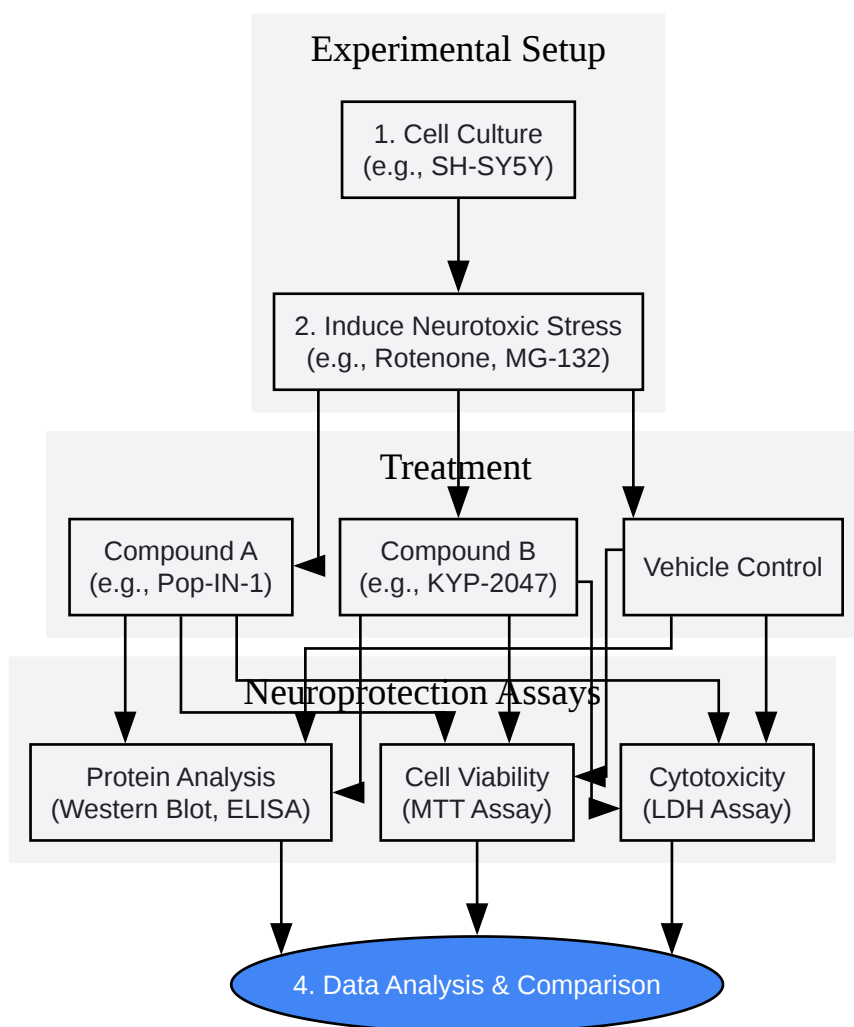 Experimental Setup
1. Cell Culture
(e.g., SH-SY5Y)
2. Induce Neurotoxic Stress
(e.g., Rotenone, MG-132)
Treatment
Compound A
(e.g., Pop-IN-1)
Compound B
(e.g., KYP-2047)
Vehicle Control
Neuroprotection Assays
Protein Analysis
(Western Blot, ELISA)
Cell Viability
(MTT Assay)
Cytotoxicity
(LDH Assay)
4. Data Analysis & Comparison